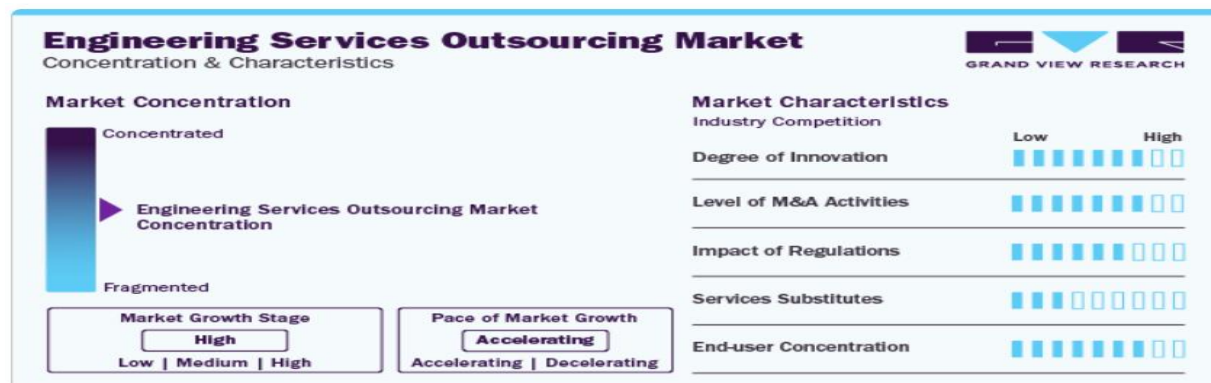 Engineering Services Outsourcing Market
Concentration & Characteristics
GRAND VIEW RESEARCH
Market Concentration
Concentrated
Engineering Services Outsourcing Market
Concentration
Fragmented
Market Growth Stage
High
Low | Medium | High
Pace of Market Growth
Accelerating
Accelerating | Decelerating
Market Characteristics
Industry Competition
Low High
Degree of Innovation
Level of M&A Activities
Impact of Regulations
Services Substitutes
End-user Concentration